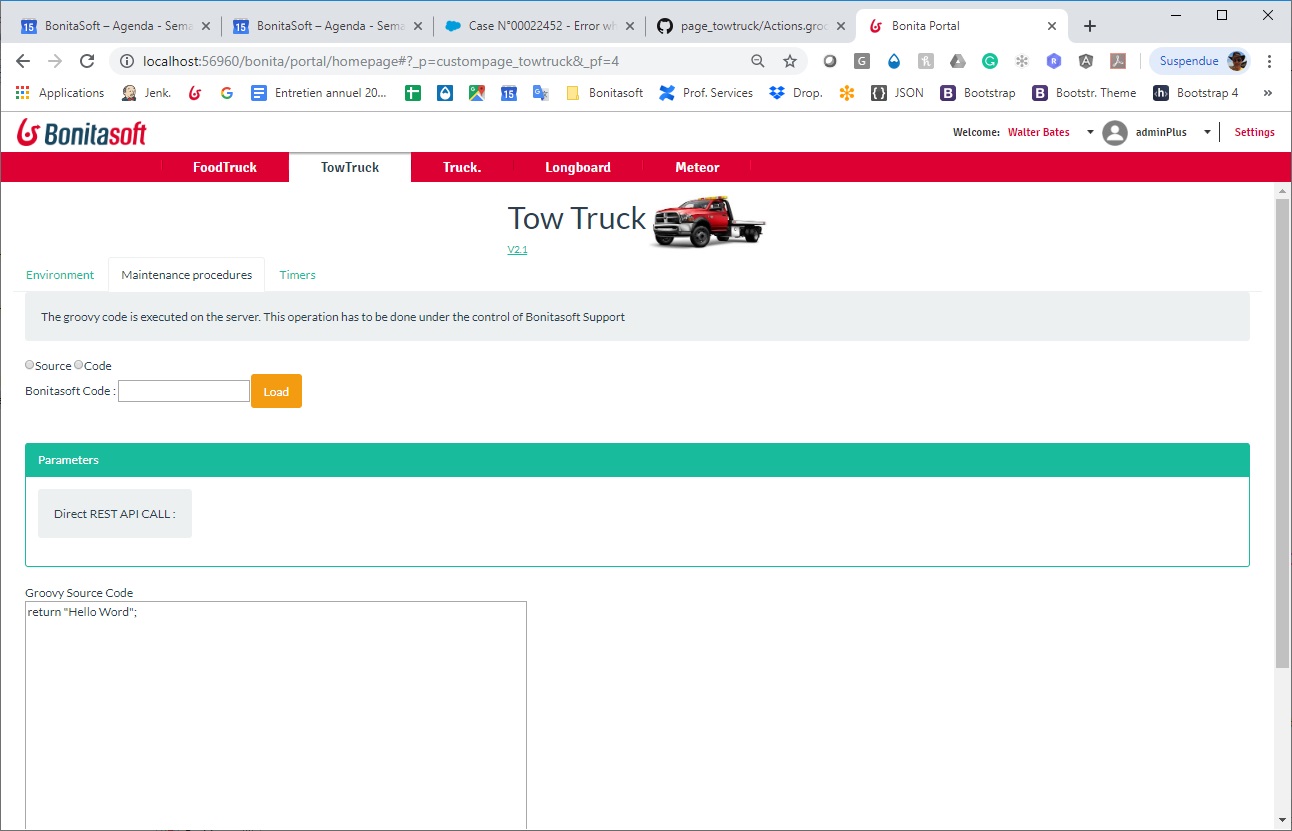 BonitaSoft – Agenda - Sema
BonitaSoft – Agenda - Sema
Case N°00022452 - Error wh
page_towtruck/Actions.groo
Bonita Portal
localhost:56960/bonita/portal/homepage#?_p=custompage_towtruck&_pf=4
Suspendue
Applications
Jenk.
Entretien annuel 20...
15
Bonitasoft
Prof. Services
Drop.
JSON
Bootstrap
Bootstr. Theme
Bootstrap 4
»
Bonitasoft
Welcome: Walter Bates
adminPlus
Settings
FoodTruck
TowTruck
Truck.
Longboard
Meteor
Tow Truck
V2.1
Environment
Maintenance procedures
Timers
The groovy code is executed on the server. This operation has to be done under the control of Bonitasoft Support
Source Code
Bonitasoft Code :
Load
Parameters
Direct REST API CALL :
Groovy Source Code
return "Hello Word";